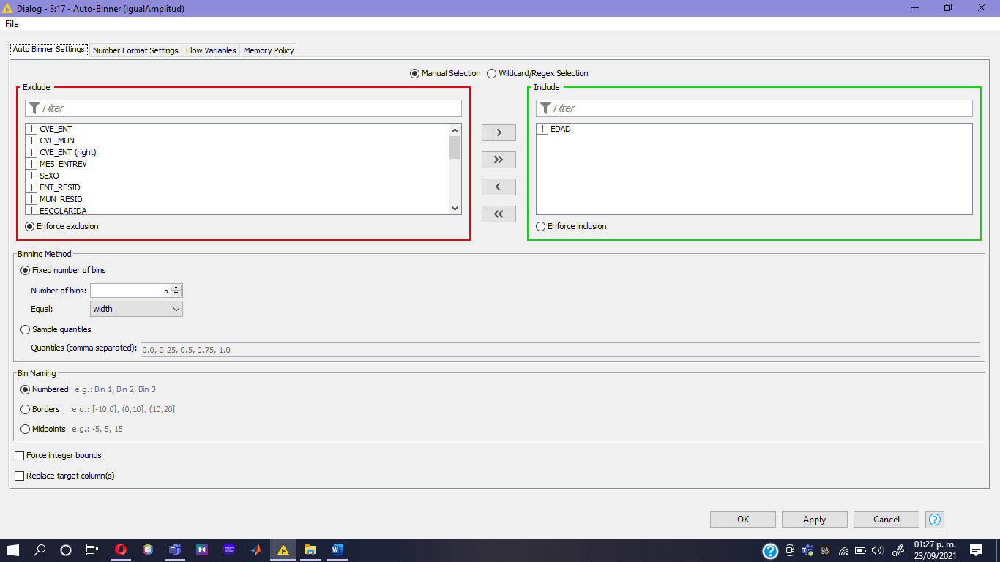 Dialog - 3:17 - Auto-Binner (igualAmplitud)
File
Auto Binner Settings Number Format Settings Flow Variables Memory Policy
Manual Selection Wildcard/Regex Selection
Exclude
Filter
I CVE_ENT
I CVE_MUN
I CVE_ENT (right)
I MES_ENTREV
I SEXO
I ENT_RESID
I MUN_RESID
I ESCOLARIDA
Enforce exclusion
> 
>>
<
<<
Include
Filter
I EDAD
Enforce inclusion
Binning Method
Fixed number of bins
Number of bins: 5
Equal: width
Sample quantiles
Quantiles (comma separated): 0.0, 0.25, 0.5, 0.75, 1.0
Bin Naming
Numbered e.g.: Bin 1, Bin 2, Bin 3
Borders e.g.: [-10,0], (0,10], (10,20]
Midpoints e.g.: -5, 5, 15
Force integer bounds
Replace target column(s)
OK Apply Cancel ?
01:27 p. m.
23/09/2021